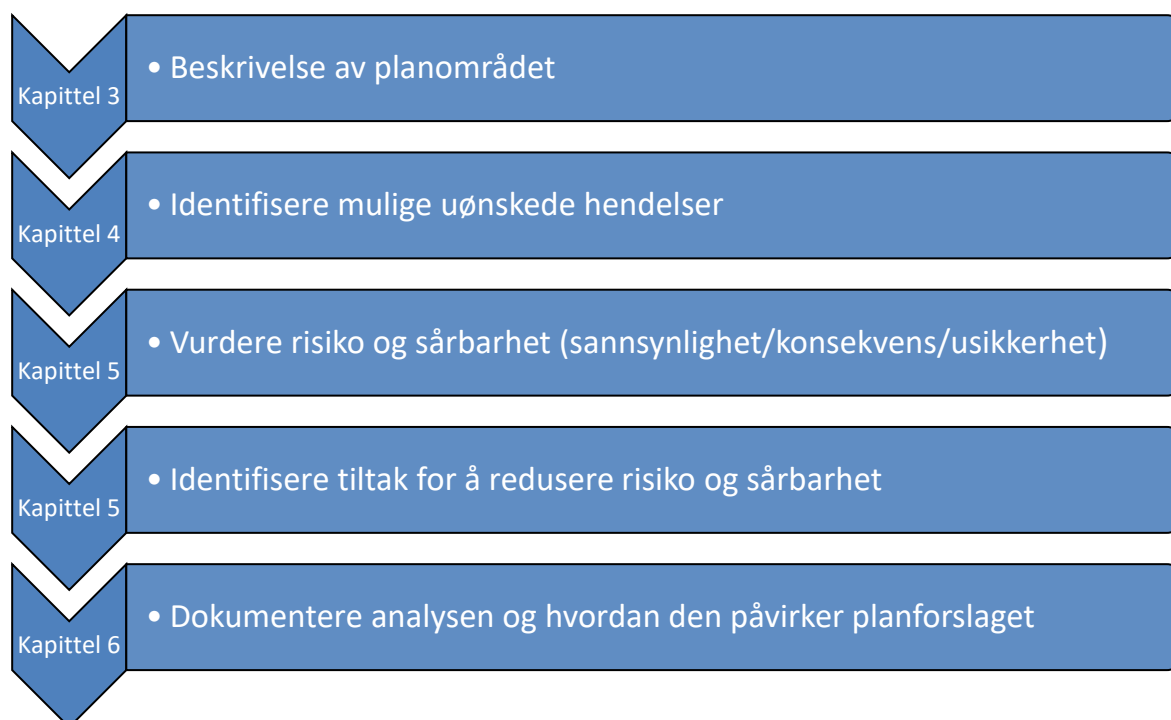 Kapittel 3
• Beskrivelse av planområdet
Kapittel 4
• Identifisere mulige uønskede hendelser
Kapittel 5
• Vurdere risiko og sårbarhet (sannsynlighet/konsekvens/usikkerhet)
Kapittel 5
• Identifisere tiltak for å redusere risiko og sårbarhet
Kapittel 6
• Dokumentere analysen og hvordan den påvirker planforslaget